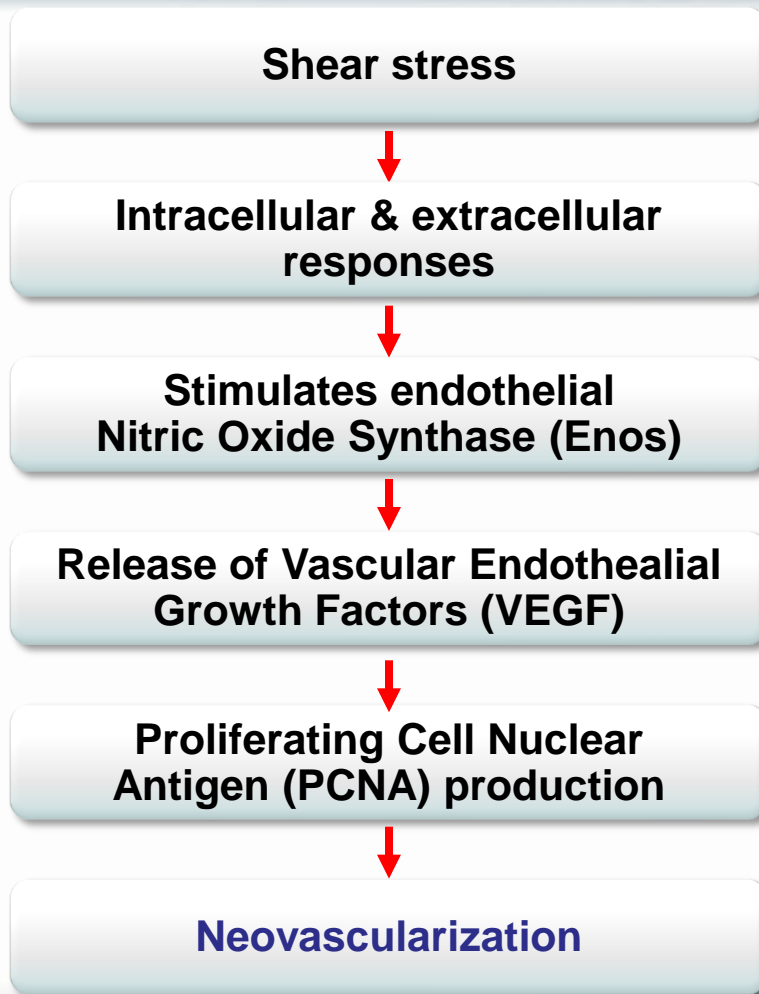 Shear stress
Intracellular & extracellular
responses
Stimulates endothelial
Nitric Oxide Synthase (Enos)
Release of Vascular Endothealial
Growth Factors (VEGF)
Proliferating Cell Nuclear
Antigen (PCNA) production
Neovascularization